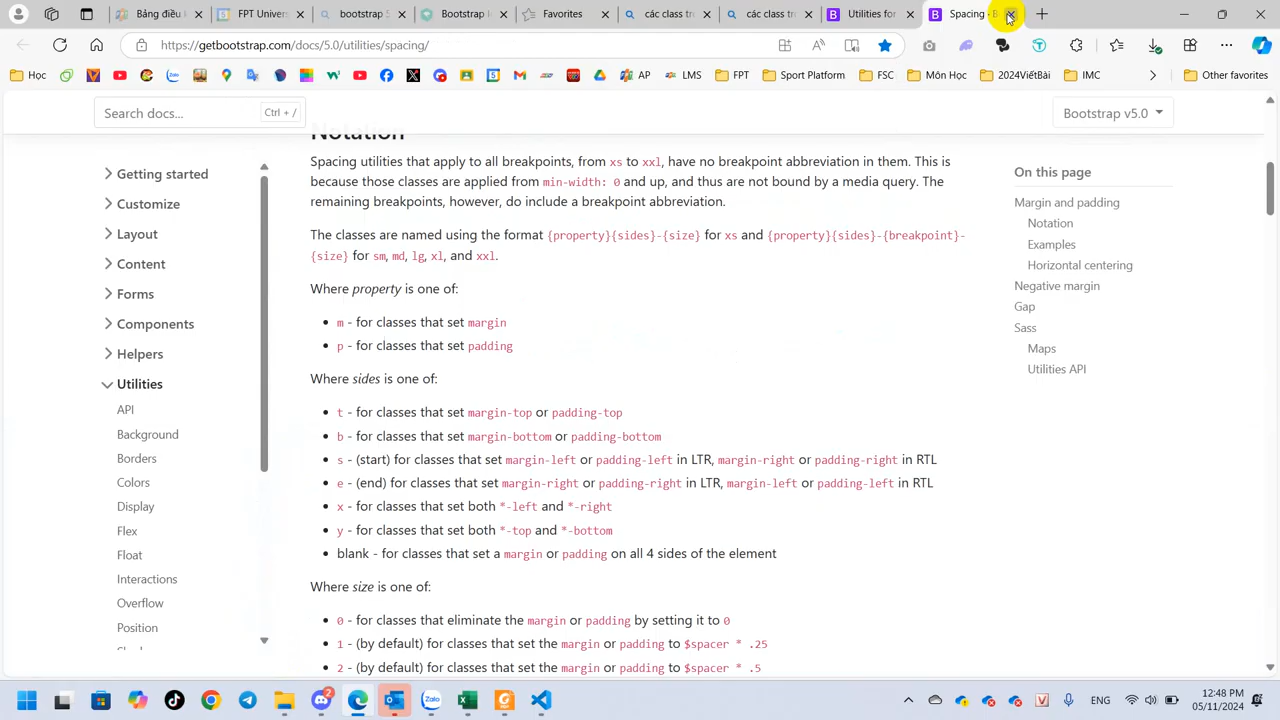 Bảng điều k
FPT Univers
Bookings
Favorites
các class trc
các class trc
Utilities for
Spacing · B
https://getbootstrap.com/docs/5.0/utilities/spacing/
Học
AP
LMS
FPT
Sport Platform
FSC
Môn Học
2024ViếtBài
IMC
Other favorites
Search docs...
Ctrl + /
Bootstrap v5.0
Getting started
Customize
Layout
Content
Forms
Components
Helpers
Utilities
API
Background
Borders
Colors
Display
Flex
Float
Interactions
Overflow
Position
Notation
Spacing utilities that apply to all breakpoints, from xs to xxl, have no breakpoint abbreviation in them. This is
because those classes are applied from min-width: 0 and up, and thus are not bound by a media query. The
remaining breakpoints, however, do include a breakpoint abbreviation.
The classes are named using the format {property}{sides}-{size} for xs and {property}{sides}-{breakpoint}-
{size} for sm, md, lg, xl, and xxl.
Where property is one of:
m - for classes that set margin
p - for classes that set padding
Where sides is one of:
t - for classes that set margin-top or padding-top
b - for classes that set margin-bottom or padding-bottom
s - (start) for classes that set margin-left or padding-left in LTR, margin-right or padding-right in RTL
e - (end) for classes that set margin-right or padding-right in LTR, margin-left or padding-left in RTL
x - for classes that set both *-left and *-right
y - for classes that set both *-top and *-bottom
blank - for classes that set a margin or padding on all 4 sides of the element
Where size is one of:
0 - for classes that eliminate the margin or padding by setting it to 0
1 - (by default) for classes that set the margin or padding to $spacer * .25
2 - (by default) for classes that set the margin or padding to $spacer * .5
On this page
Margin and padding
Notation
Examples
Horizontal centering
Negative margin
Gap
Sass
Maps
Utilities API
2
Zalo
ENG
12:48 PM
05/11/2024